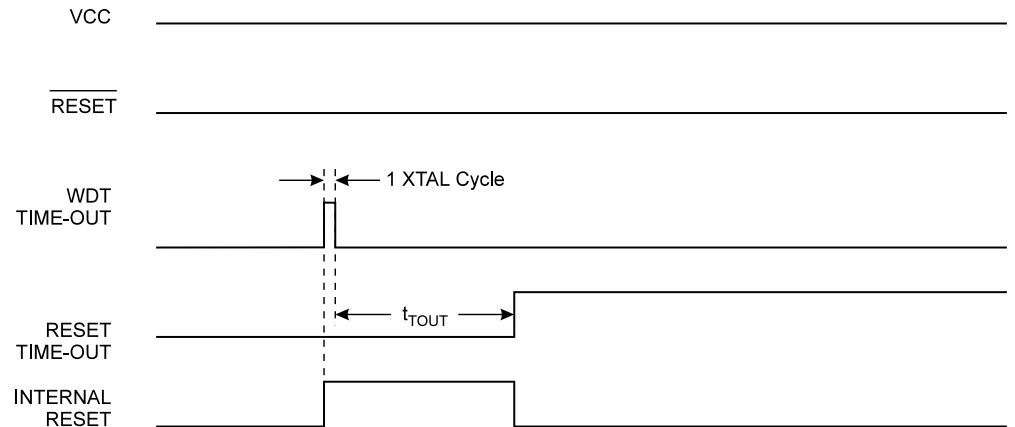 VCC
RESET
1 XTAL Cycle
WDT
TIME-OUT
tTOUT
RESET
TIME-OUT
INTERNAL
RESET